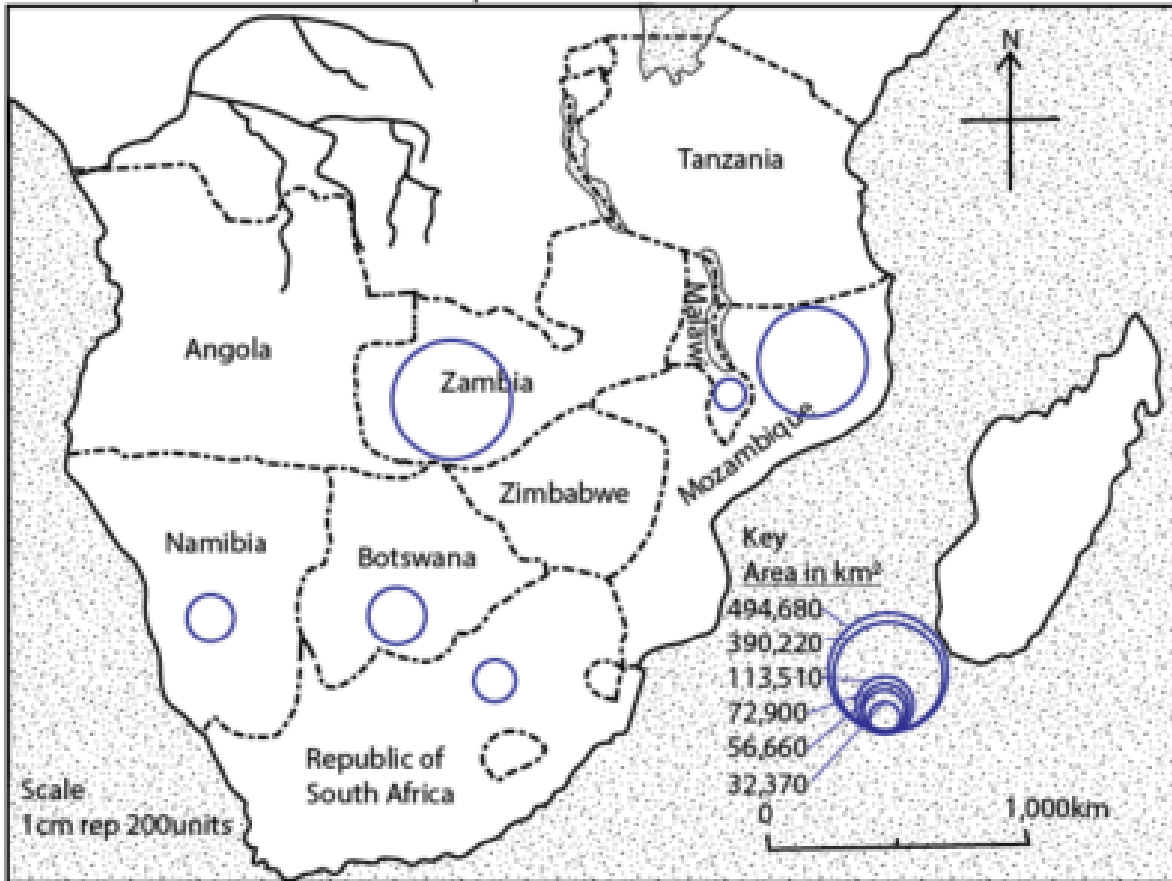 N
Tanzania
Malawi
Angola
Zambia
Mozambique
Zimbabwe
Namibia
Botswana
Key
Area in km²
494,680
390,220
113,510
72,900
56,660
32,370
Republic of
South Africa
Scale
1cm rep 200units
0
1,000km